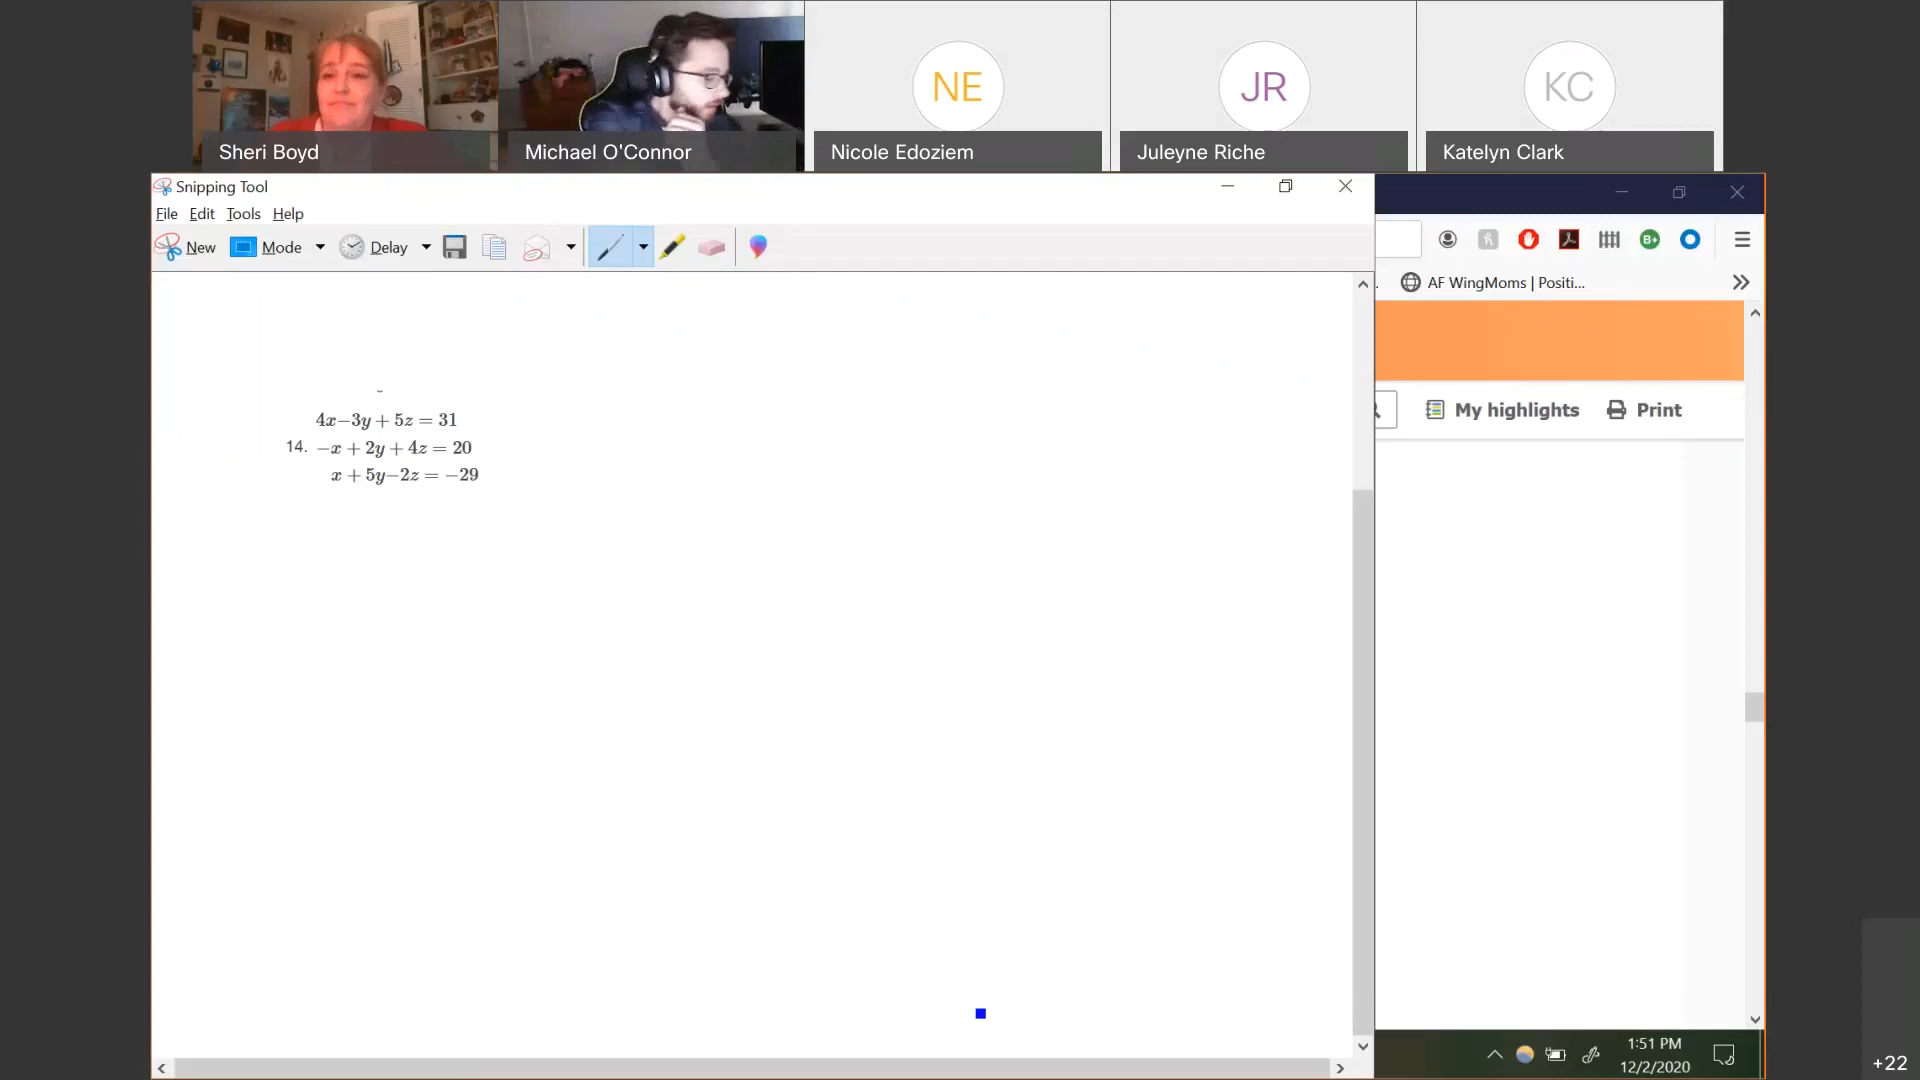 NE
JR
KC
Sheri Boyd
Michael O'Connor
Nicole Edoziem
Juleyne Riche
Katelyn Clark
Snipping Tool
File Edit Tools Help
New Mode Delay
AF WingMoms | Positi...
My highlights Print
4x−3y + 5z = 31
14. −x + 2y + 4z = 20
x + 5y−2z = −29
1:51 PM
12/2/2020
+22